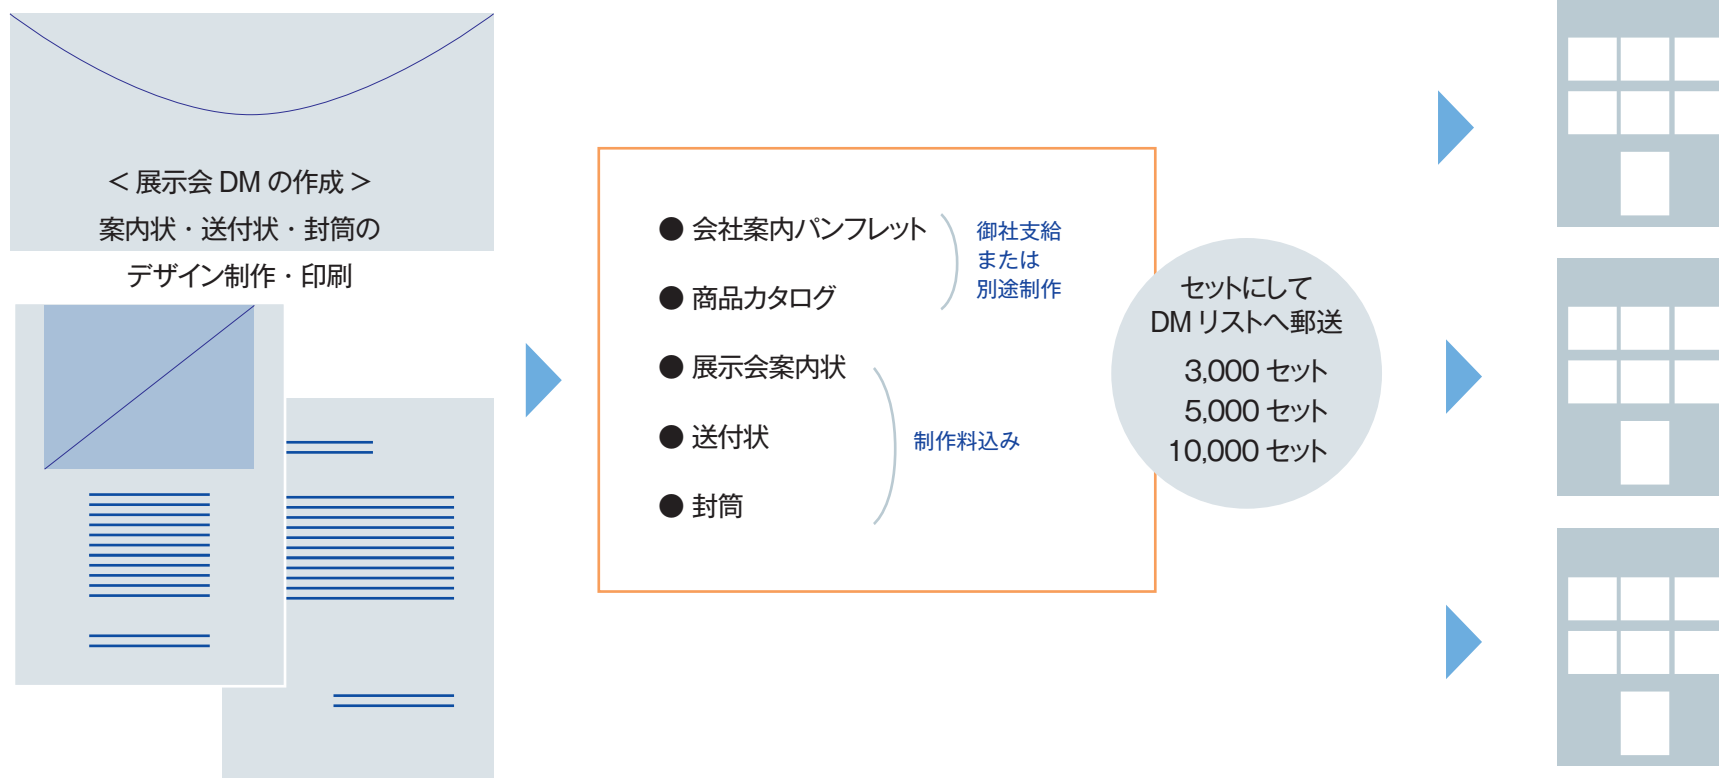 ＜展示会 DM の作成＞
案内状・送付状・封筒の
デザイン制作・印刷
● 会社案内パンフレット
● 商品カタログ
御社支給
または
別途制作
● 展示会案内状
● 送付状
● 封筒
制作料込み
セットにして
DM リストへ郵送
3,000 セット
5,000 セット
10,000 セット